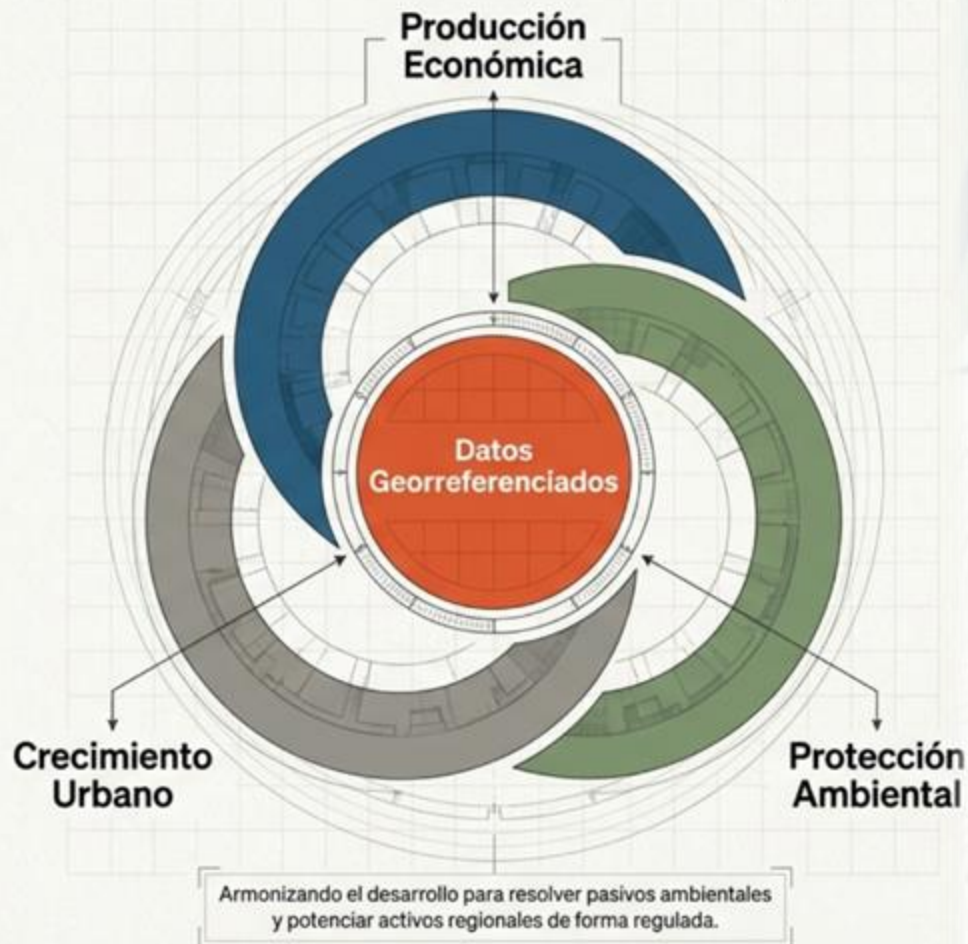 Producción
Económica
Datos
Georreferenciados
Crecimiento
Urbano
Protección
Ambiental
Armonizando el desarrollo para resolver pasivos ambientales
y potenciar activos regionales de forma regulada.